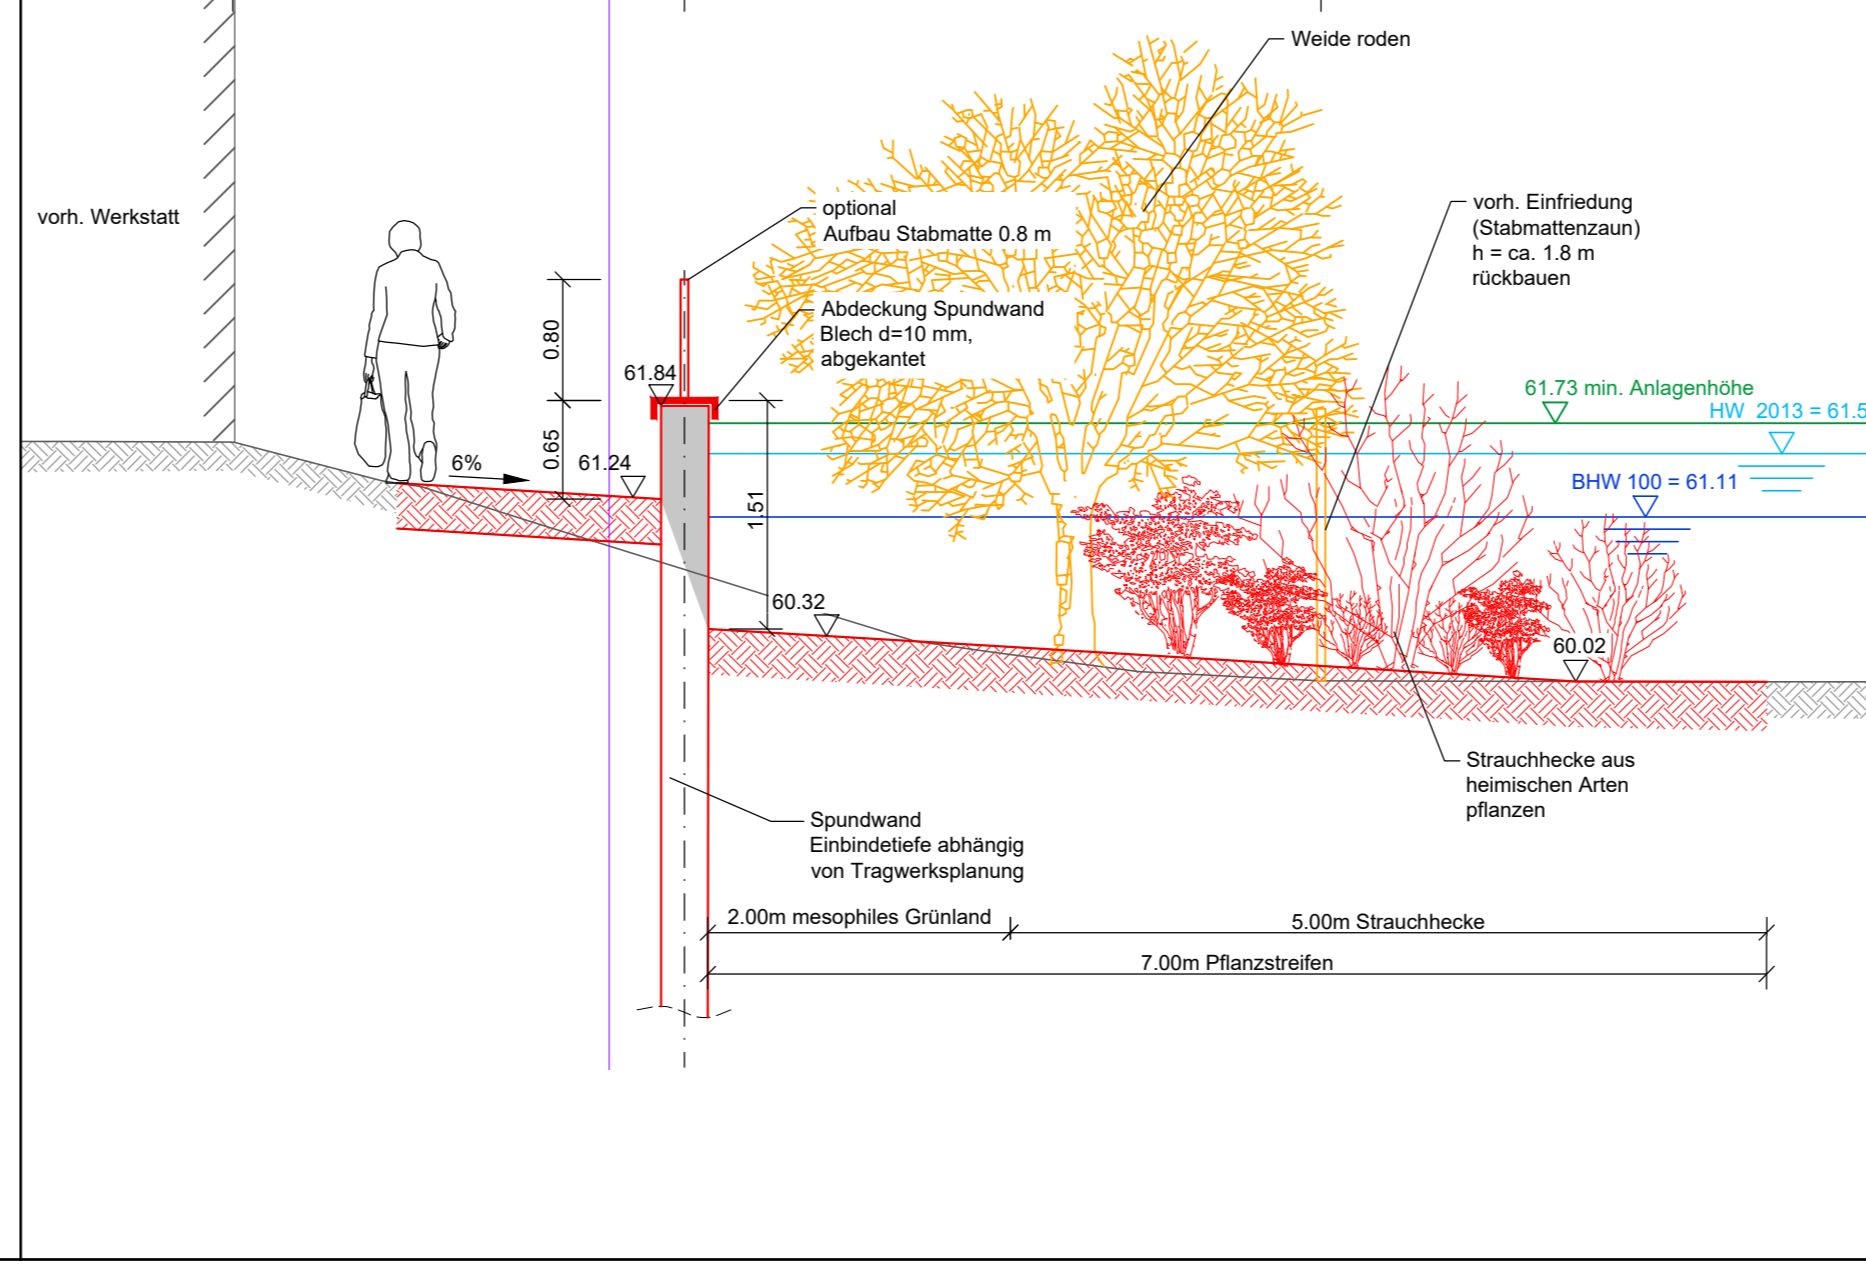 Weide roden
vorh. Werkstatt
optional
Aufbau Stabmatte 0.8 m
vorh. Einfriedung
(Stabmattenzaun)
h = ca. 1.8 m
rückbauen
Abdeckung Spundwand
Blech d=10 mm,
abgekantet
0.80
61.84
61.73 min. Anlagenhöhe
HW 2013 = 61.5
0.65
61.24
6%
BHW 100 = 61.11
1.51
60.32
60.02
Strauchhecke aus
heimischen Arten
pflanzen
Spundwand
Einbindetiefe abhängig
von Tragwerksplanung
2.00m mesophiles Grünland
5.00m Strauchhecke
7.00m Pflanzstreifen